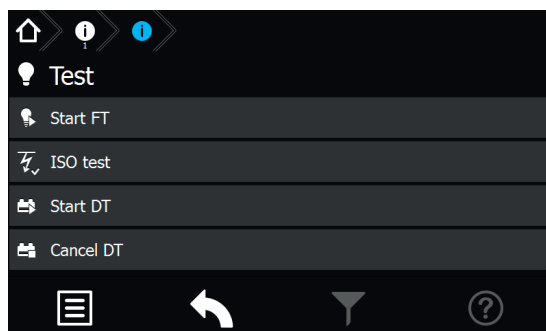 1
Test
Start FT
ISO test
Start DT
Cancel DT